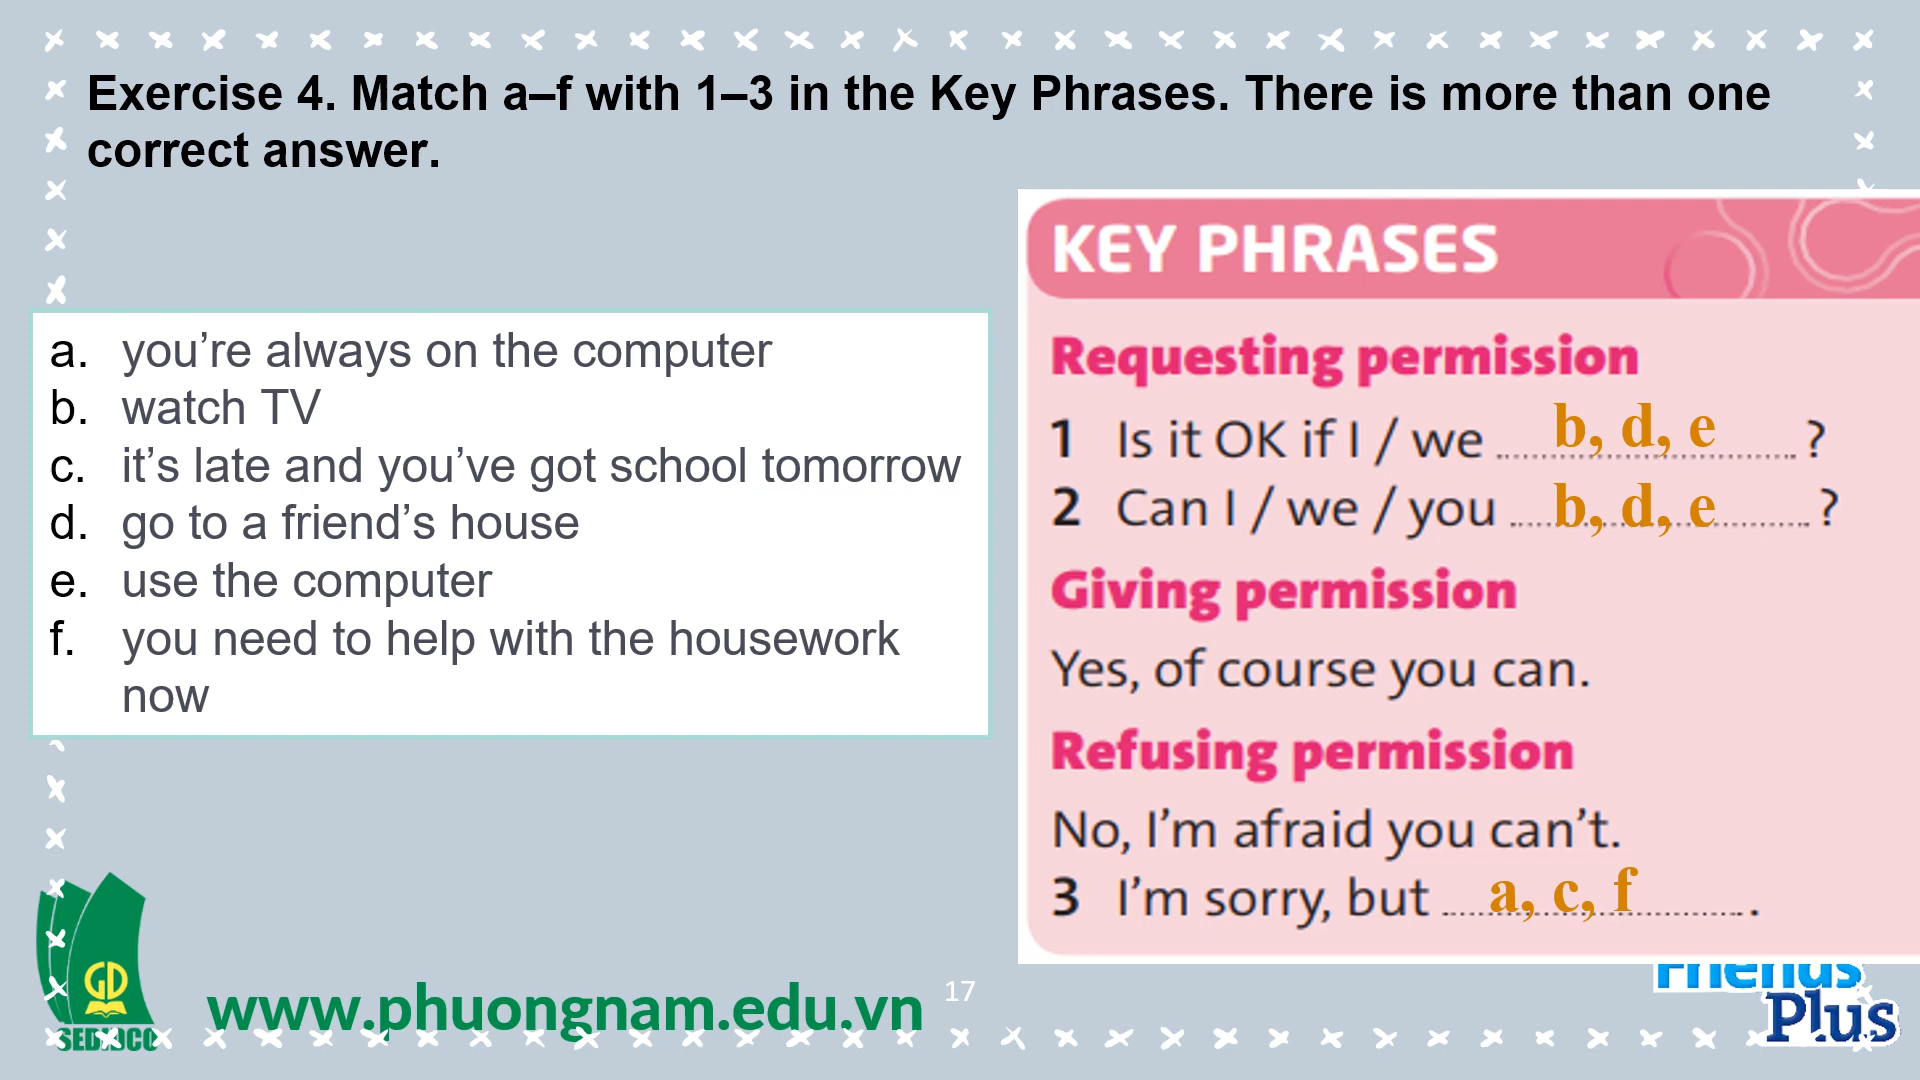 Exercise 4. Match a–f with 1–3 in the Key Phrases. There is more than one
correct answer.
a. you’re always on the computer
b. watch TV
c. it’s late and you’ve got school tomorrow
d. go to a friend’s house
e. use the computer
f. you need to help with the housework
now
KEY PHRASES
Requesting permission
1 Is it OK if I / we b, d, e ?
2 Can I / we / you b, d, e ?
Giving permission
Yes, of course you can.
Refusing permission
No, I’m afraid you can’t.
3 I’m sorry, but a, c, f .
GD
SEDIDCO
www.phuongnam.edu.vn
17
Friends
Plus